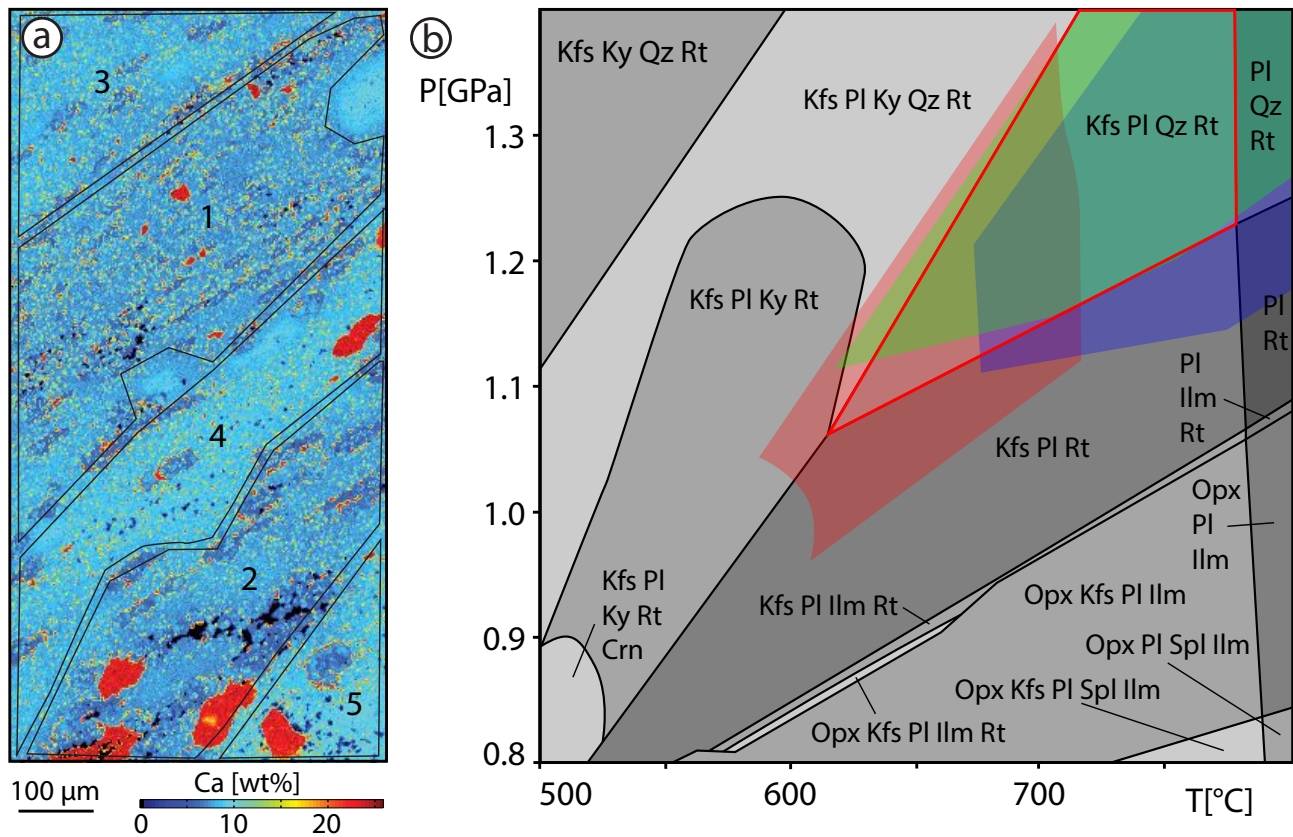 a
3
1
4
2
5
100 µm
Ca [wt%]
0
10
20
b
P[GPa]
1.3
1.2
1.1
1.0
0.9
0.8
500
600
700
T[°C]
Kfs Ky Qz Rt
Kfs Pl Ky Qz Rt
Kfs Pl Qz Rt
Pl
Qz
Rt
Kfs Pl Ky Rt
Pl
Rt
Pl
Ilm
Rt
Kfs Pl Rt
Opx
Pl
Ilm
Kfs Pl
Ky Rt
Crn
Kfs Pl Ilm Rt
Opx Kfs Pl Ilm
Opx Pl Spl Ilm
Opx Kfs Pl Spl Ilm
Opx Kfs Pl Ilm Rt